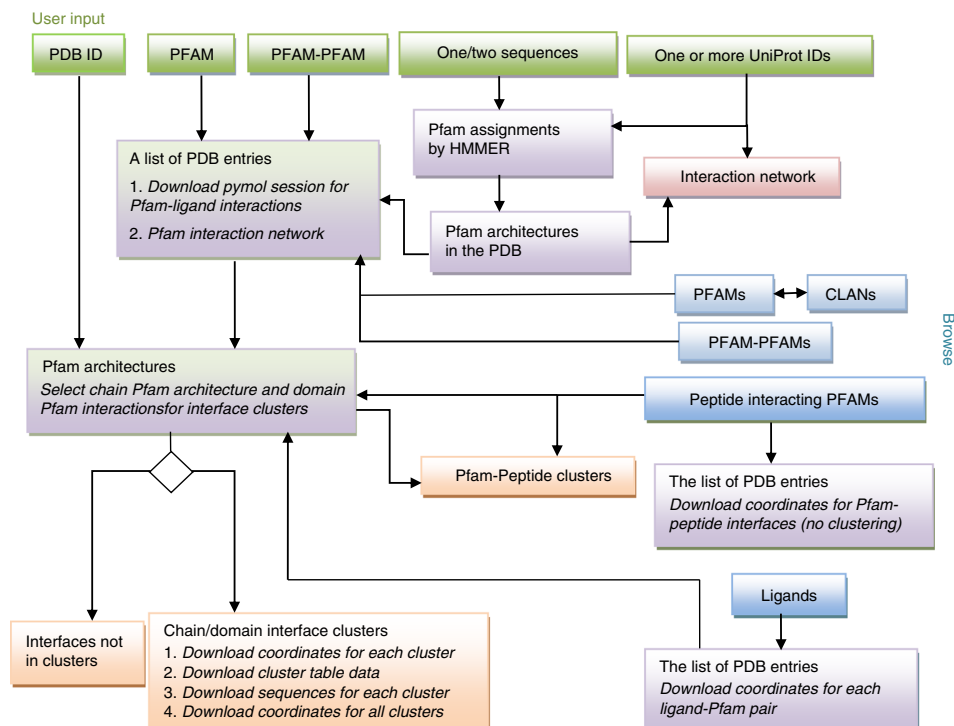 User input
PDB ID
PFAM
PFAM-PFAM
One/two sequences
One or more UniProt IDs
Pfam assignments
by HMMER
A list of PDB entries
1. Download pymol session for
Pfam-ligand interactions
2. Pfam interaction network
Interaction network
Pfam architectures
in the PDB
PFAMs
CLANs
PFAM-PFAMs
Browse
Pfam architectures
Select chain Pfam architecture and domain
Pfam interactionsfor interface clusters
Peptide interacting PFAMs
Pfam-Peptide clusters
The list of PDB entries
Download coordinates for Pfam-
peptide interfaces (no clustering)
Ligands
Interfaces not
in clusters
Chain/domain interface clusters
1. Download coordinates for each cluster
2. Download cluster table data
3. Download sequences for each cluster
4. Download coordinates for all clusters
The list of PDB entries
Download coordinates for each
ligand-Pfam pair